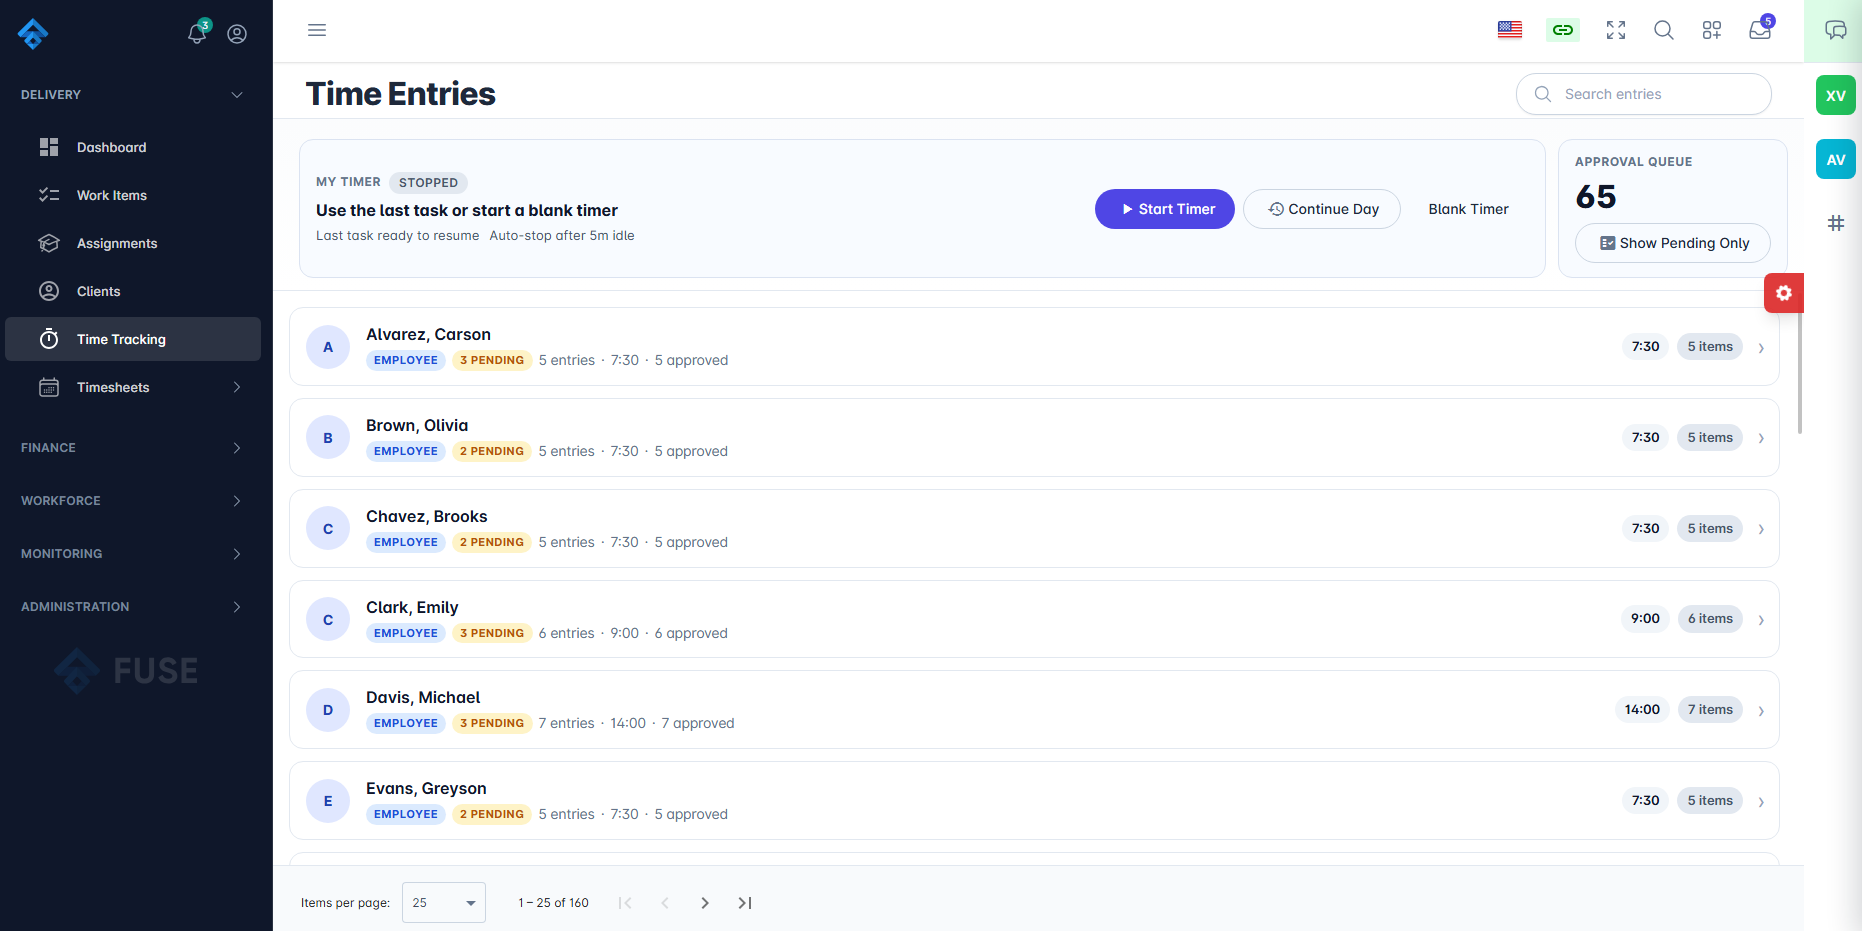 3
DELIVERY
Dashboard
Work Items
Assignments
Clients
Time Tracking
Timesheets
FINANCE
WORKFORCE
MONITORING
ADMINISTRATION
FUSE
5
Time Entries
Search entries
MY TIMER STOPPED
Use the last task or start a blank timer
Last task ready to resume Auto-stop after 5m idle
Start Timer
Continue Day
Blank Timer
APPROVAL QUEUE
65
Show Pending Only
XV
AV
A
Alvarez, Carson
EMPLOYEE 3 PENDING 5 entries · 7:30 · 5 approved
7:30 5 items
B
Brown, Olivia
EMPLOYEE 2 PENDING 5 entries · 7:30 · 5 approved
7:30 5 items
C
Chavez, Brooks
EMPLOYEE 2 PENDING 5 entries · 7:30 · 5 approved
7:30 5 items
C
Clark, Emily
EMPLOYEE 3 PENDING 6 entries · 9:00 · 6 approved
9:00 6 items
D
Davis, Michael
EMPLOYEE 3 PENDING 7 entries · 14:00 · 7 approved
14:00 7 items
E
Evans, Greyson
EMPLOYEE 2 PENDING 5 entries · 7:30 · 5 approved
7:30 5 items
Items per page: 25 1 – 25 of 160